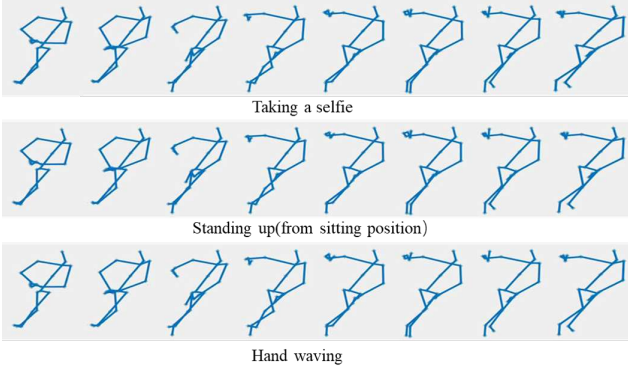 Taking a selfie
Standing up(from sitting position)
Hand waving